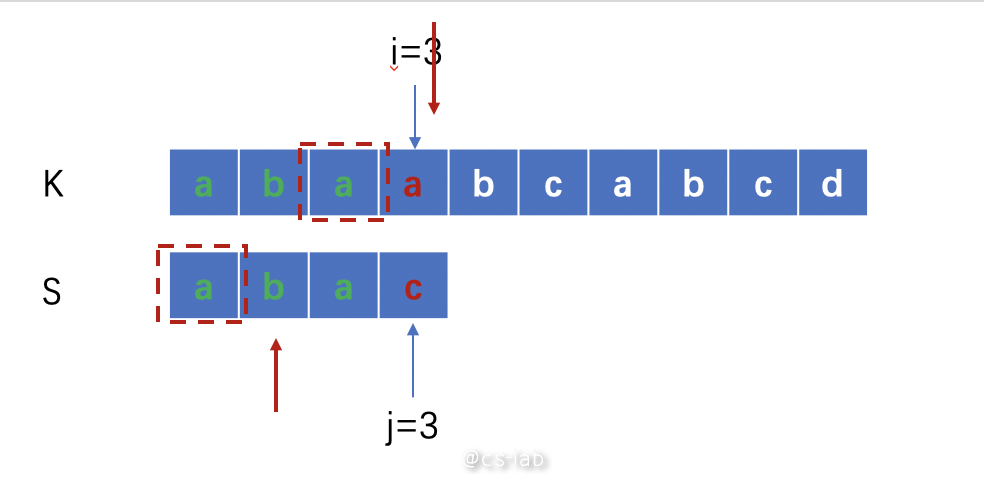 i=3
K a b a a b c a b c d
S a b a c
j=3
@cs-lab